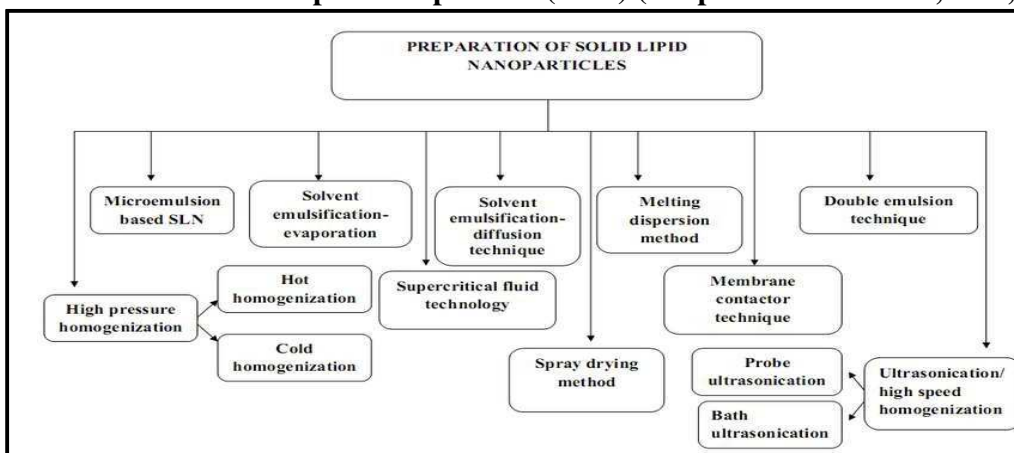 PREPARATION OF SOLID LIPID
NANOPARTICLES
Microemulsion
based SLN
Solvent
emulsification-
evaporation
Solvent
emulsification-
diffusion
technique
Melting
dispersion
method
Double emulsion
technique
High pressure
homogenization
Hot
homogenization
Cold
homogenization
Supercritical fluid
technology
Spray drying
method
Membrane
contactor
technique
Probe
ultrasonication
Bath
ultrasonication
Ultrasonication/
high speed
homogenization